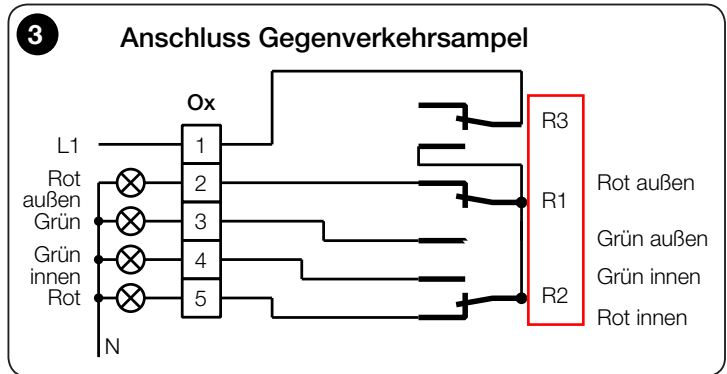 3 Anschluss Gegenverkehrsampel
Ox
L1
1
R3
Rot
außen
2
R1
Rot außen
Grün
3
Grün außen
Grün
innen
4
Grün innen
Rot
5
R2
Rot innen
N